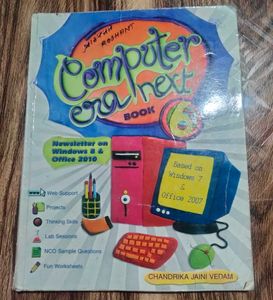 Computer
era next
BOOK
6
Newsletter on
Windows 8 &
Office 2010
Based on
Windows 7
&
Office 2007
Web Support
Projects
Thinking Skills
Lab Sessions
NCO Sample Questions
Fun Worksheets
CHANDRIKA JAINI VEDAM